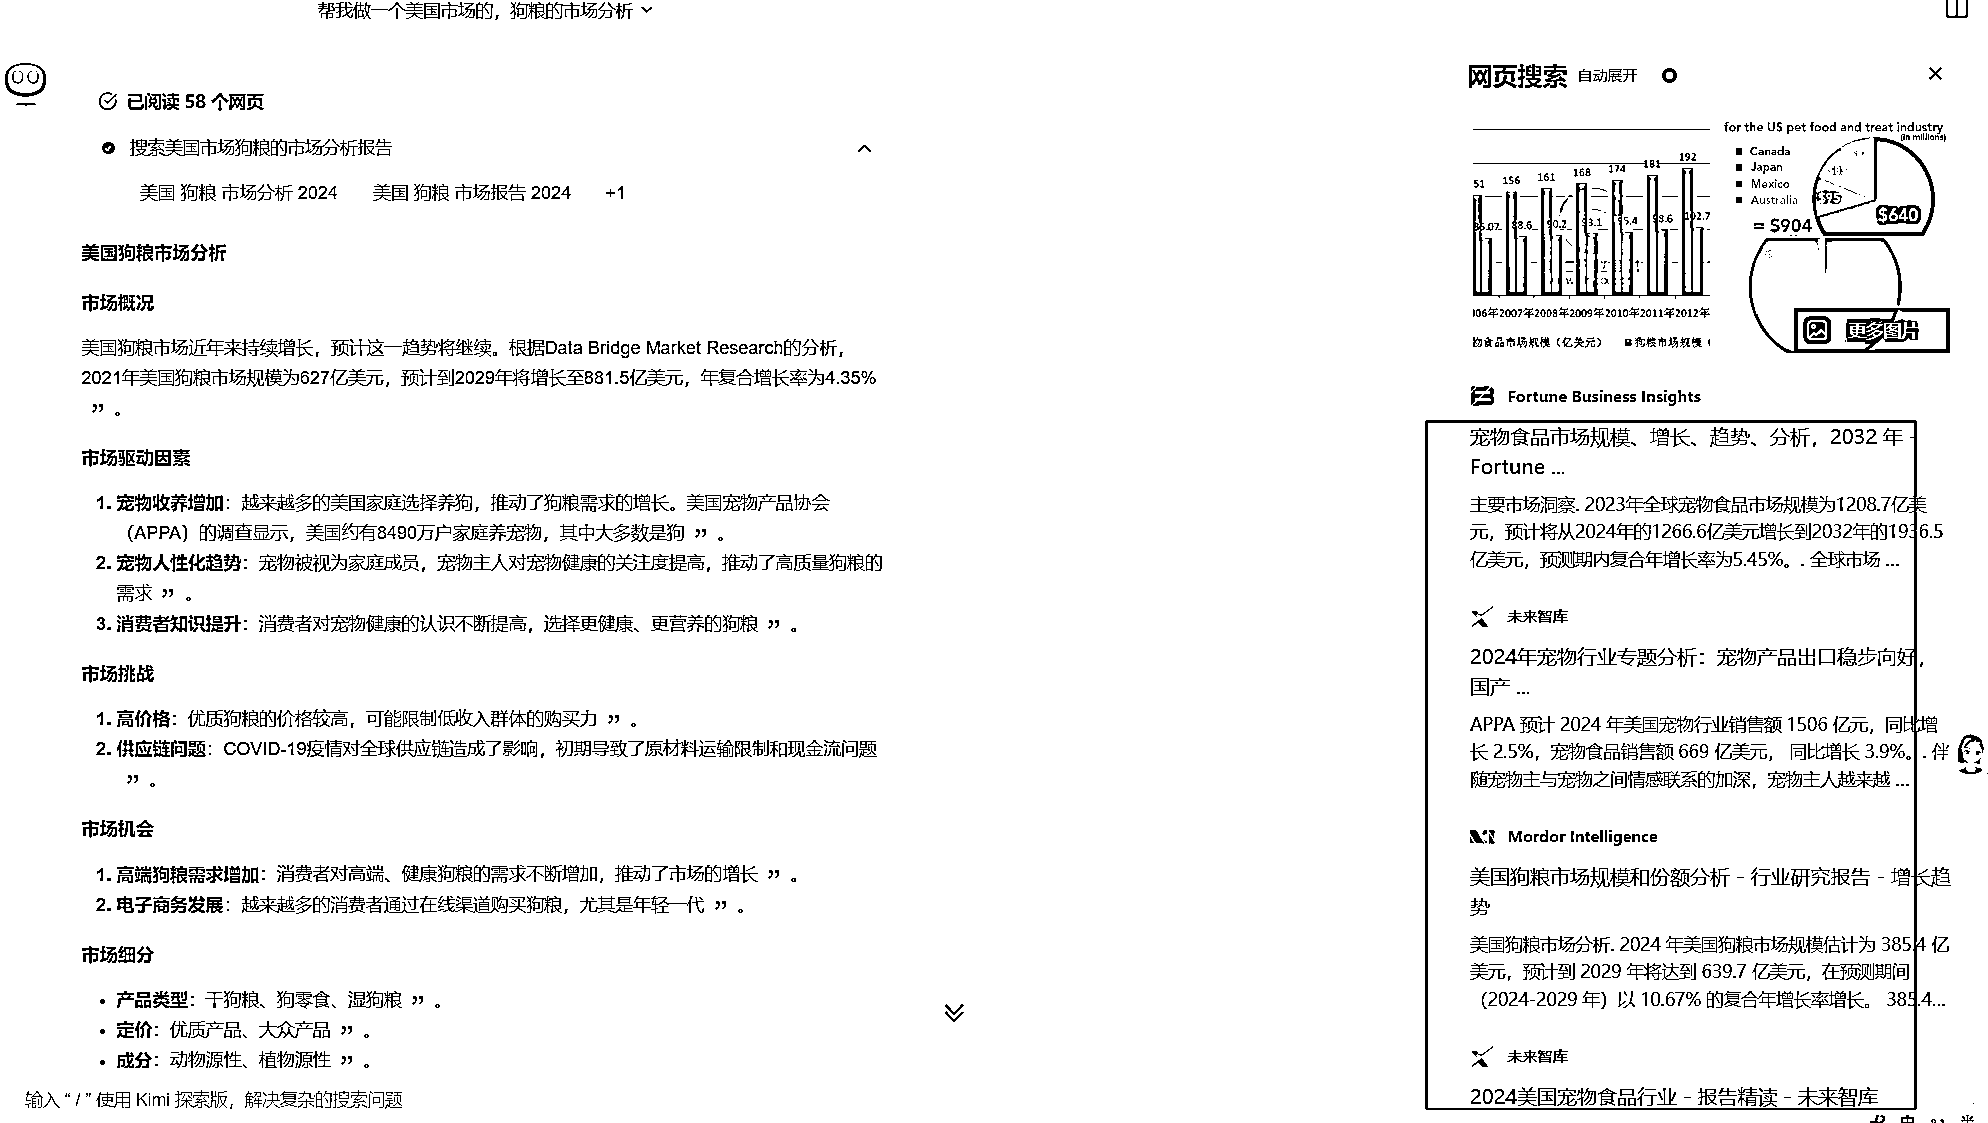 帮我做一个美国市场的，狗粮的市场分析
已阅读 58 个网页
搜索美国市场狗粮的市场分析报告
美国 狗粮 市场分析 2024 美国 狗粮 市场报告 2024 +1
美国狗粮市场分析
市场概况
美国狗粮市场近年来持续增长，预计这一趋势将继续。根据Data Bridge Market Research的分析，
2021年美国狗粮市场规模为627亿美元，预计到2029年将增长至881.5亿美元，年复合增长率为4.35%
” 。
市场驱动因素
1. 宠物收养增加：越来越多的美国家庭选择养狗，推动了狗粮需求的增长。美国宠物产品协会
（APPA）的调查显示，美国约有8490万户家庭养宠物，其中大多数是狗 ” 。
2. 宠物人性化趋势：宠物被视为家庭成员，宠物主人对宠物健康的关注度提高，推动了高质量狗粮的
需求 ” 。
3. 消费者知识提升：消费者对宠物健康的认识不断提高，选择更健康、更营养的狗粮 ” 。
市场挑战
1. 高价格：优质狗粮的价格较高，可能限制低收入群体的购买力 ” 。
2. 供应链问题：COVID-19疫情对全球供应链造成了影响，初期导致了原材料运输限制和现金流问题
” 。
市场机会
1. 高端狗粮需求增加：消费者对高端、健康狗粮的需求不断增加，推动了市场的增长 ” 。
2. 电子商务发展：越来越多的消费者通过在线渠道购买狗粮，尤其是年轻一代 ” 。
市场细分
• 产品类型：干狗粮、狗零食、湿狗粮 ” 。
• 定价：优质产品、大众产品 ” 。
• 成分：动物源性、植物源性 ” 。
输入 “ / ” 使用 Kimi 探索版，解决复杂的搜索问题
网页搜索 自动展开
51 156 161 168 174 181 192
88.6 90.2 93.1 95.4 98.6 102.7
06年2007年2008年2009年2010年2011年2012年
物食品市场规模（亿美元） 狗粮市场规模（
for the US pet food and treat industry
(in millions)
Canada
Japan
Mexico
Australia
$640
= $904
更多图片
Fortune Business Insights
宠物食品市场规模、增长、趋势、分析，2032 年 -
Fortune ...
主要市场洞察. 2023年全球宠物食品市场规模为1208.7亿美
元，预计将从2024年的1266.6亿美元增长到2032年的1936.5
亿美元，预测期内复合年增长率为5.45%。. 全球市场 ...
未来智库
2024年宠物行业专题分析：宠物产品出口稳步向好，
国产 ...
APPA 预计 2024 年美国宠物行业销售额 1506 亿元，同比增
长 2.5%，宠物食品销售额 669 亿美元， 同比增长 3.9%。. 伴
随宠物主与宠物之间情感联系的加深，宠物主人越来越 ...
Mordor Intelligence
美国狗粮市场规模和份额分析 - 行业研究报告 - 增长趋
势
美国狗粮市场分析. 2024 年美国狗粮市场规模估计为 385.4 亿
美元，预计到 2029 年将达到 639.7 亿美元，在预测期间
（2024-2029 年）以 10.67% 的复合年增长率增长。 385.4...
未来智库
2024美国宠物食品行业 - 报告精读 - 未来智库